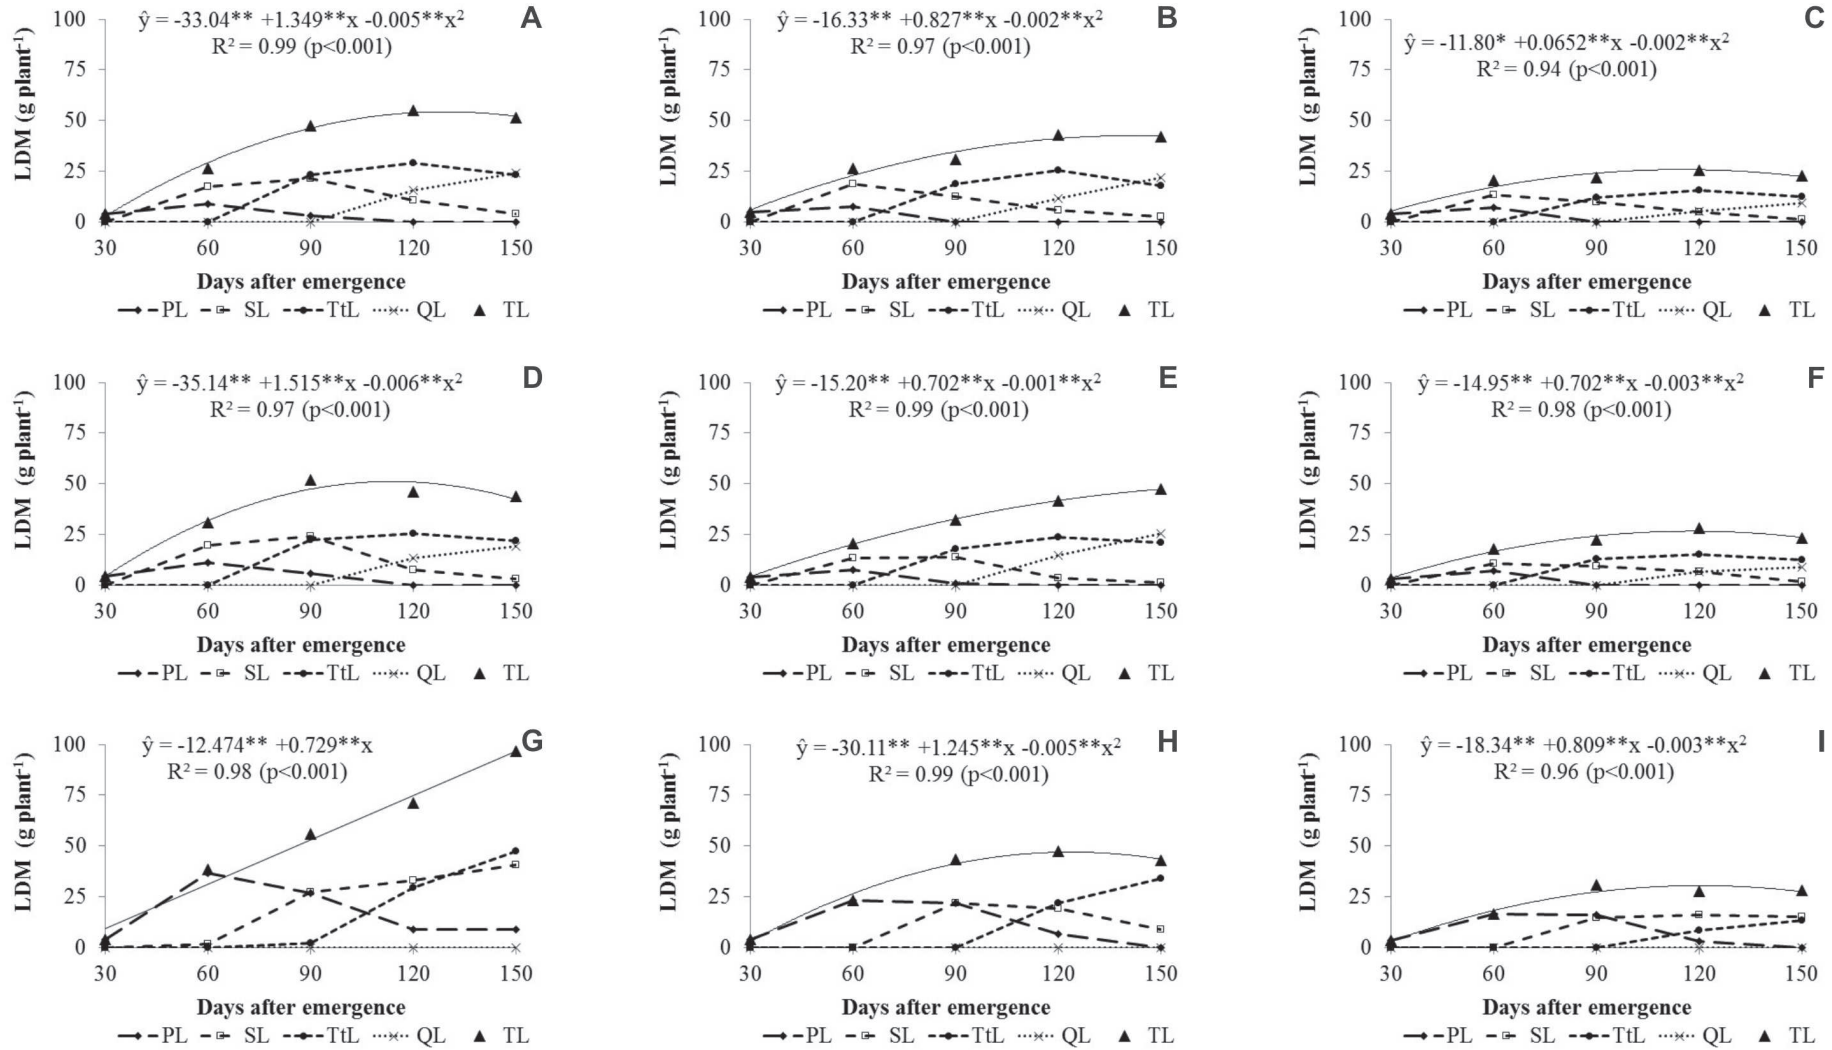 ŷ = -33.04** +1.349**x -0.005**x²
A
R² = 0.99 (p<0.001)
LDM (g plant⁻¹)
100
75
50
25
0
30 60 90 120 150
Days after emergence
PL SL TtL QL TL
ŷ = -16.33** +0.827**x -0.002**x²
B
R² = 0.97 (p<0.001)
LDM (g plant⁻¹)
100
75
50
25
0
30 60 90 120 150
Days after emergence
PL SL TtL QL TL
C
ŷ = -11.80* +0.0652**x -0.002**x²
R² = 0.94 (p<0.001)
LDM (g plant⁻¹)
100
75
50
25
0
30 60 90 120 150
Days after emergence
PL SL TtL QL TL
ŷ = -35.14** +1.515**x -0.006**x²
D
R² = 0.97 (p<0.001)
LDM (g plant⁻¹)
100
75
50
25
0
30 60 90 120 150
Days after emergence
PL SL TtL QL TL
ŷ = -15.20** +0.702**x -0.001**x²
E
R² = 0.99 (p<0.001)
LDM (g plant⁻¹)
100
75
50
25
0
30 60 90 120 150
Days after emergence
PL SL TtL QL TL
ŷ = -14.95** +0.702**x -0.003**x²
F
R² = 0.98 (p<0.001)
LDM (g plant⁻¹)
100
75
50
25
0
30 60 90 120 150
Days after emergence
PL SL TtL QL TL
ŷ = -12.474** +0.729**x
G
R² = 0.98 (p<0.001)
LDM (g plant⁻¹)
100
75
50
25
0
30 60 90 120 150
Days after emergence
PL SL TtL QL TL
ŷ = -30.11** +1.245**x -0.005**x²
H
R² = 0.99 (p<0.001)
LDM (g plant⁻¹)
100
75
50
25
0
30 60 90 120 150
Days after emergence
PL SL TtL QL TL
ŷ = -18.34** +0.809**x -0.003**x²
I
R² = 0.96 (p<0.001)
LDM (g plant⁻¹)
100
75
50
25
0
30 60 90 120 150
Days after emergence
PL SL TtL QL TL